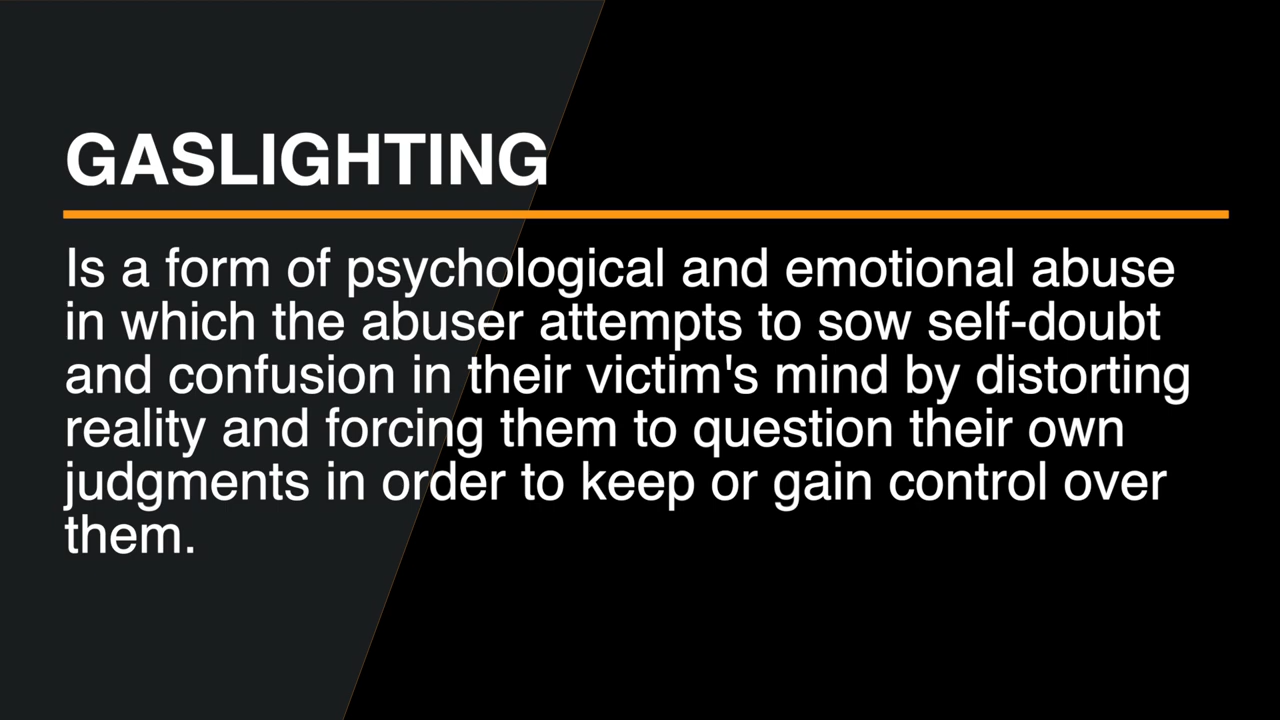 GASLIGHTING
Is a form of psychological and emotional abuse
in which the abuser attempts to sow self-doubt
and confusion in their victim's mind by distorting
reality and forcing them to question their own
judgments in order to keep or gain control over
them.